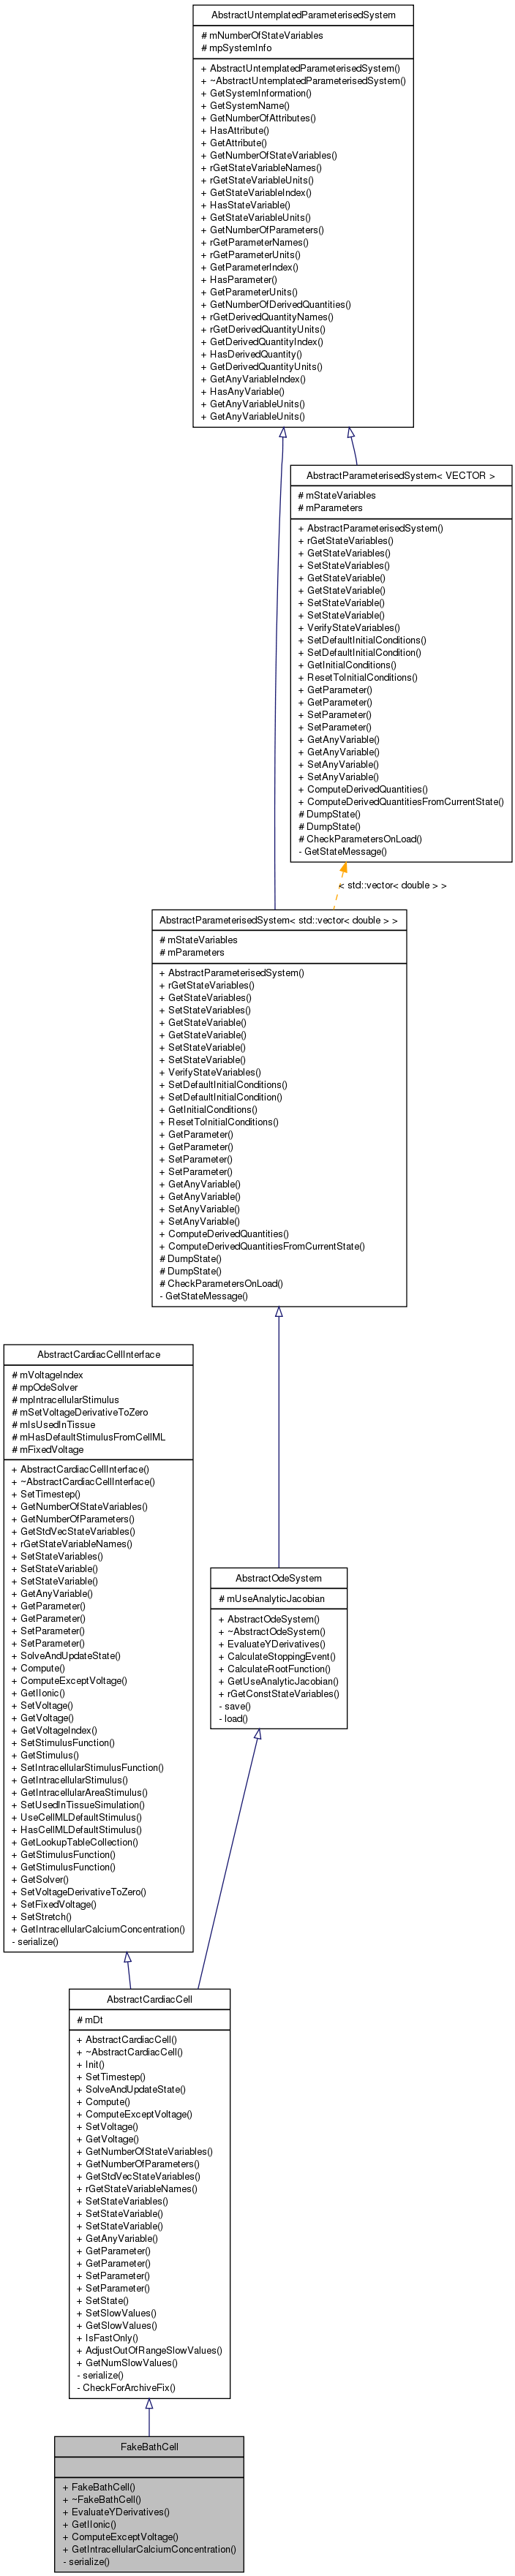 AbstractUntemplatedParameterisedSystem
# mNumberOfStateVariables
# mpSystemInfo
+ AbstractUntemplatedParameterisedSystem()
+ ~AbstractUntemplatedParameterisedSystem()
+ GetSystemInformation()
+ GetSystemName()
+ GetNumberOfAttributes()
+ HasAttribute()
+ GetAttribute()
+ GetNumberOfStateVariables()
+ rGetStateVariableNames()
+ rGetStateVariableUnits()
+ GetStateVariableIndex()
+ HasStateVariable()
+ GetStateVariableUnits()
+ GetNumberOfParameters()
+ rGetParameterNames()
+ rGetParameterUnits()
+ GetParameterIndex()
+ HasParameter()
+ GetParameterUnits()
+ GetNumberOfDerivedQuantities()
+ rGetDerivedQuantityNames()
+ rGetDerivedQuantityUnits()
+ GetDerivedQuantityIndex()
+ HasDerivedQuantity()
+ GetDerivedQuantityUnits()
+ GetAnyVariableIndex()
+ HasAnyVariable()
+ GetAnyVariableUnits()
+ GetAnyVariableUnits()
AbstractParameterisedSystem< VECTOR >
# mStateVariables
# mParameters
+ AbstractParameterisedSystem()
+ rGetStateVariables()
+ GetStateVariables()
+ SetStateVariables()
+ GetStateVariable()
+ GetStateVariable()
+ SetStateVariable()
+ SetStateVariable()
+ VerifyStateVariables()
+ SetDefaultInitialConditions()
+ SetDefaultInitialCondition()
+ GetInitialConditions()
+ ResetToInitialConditions()
+ GetParameter()
+ GetParameter()
+ SetParameter()
+ SetParameter()
+ GetAnyVariable()
+ GetAnyVariable()
+ SetAnyVariable()
+ SetAnyVariable()
+ ComputeDerivedQuantities()
+ ComputeDerivedQuantitiesFromCurrentState()
# DumpState()
# DumpState()
# CheckParametersOnLoad()
- GetStateMessage()
< std::vector< double > >
AbstractParameterisedSystem< std::vector< double > >
# mStateVariables
# mParameters
+ AbstractParameterisedSystem()
+ rGetStateVariables()
+ GetStateVariables()
+ SetStateVariables()
+ GetStateVariable()
+ GetStateVariable()
+ SetStateVariable()
+ SetStateVariable()
+ VerifyStateVariables()
+ SetDefaultInitialConditions()
+ SetDefaultInitialCondition()
+ GetInitialConditions()
+ ResetToInitialConditions()
+ GetParameter()
+ GetParameter()
+ SetParameter()
+ SetParameter()
+ GetAnyVariable()
+ GetAnyVariable()
+ SetAnyVariable()
+ SetAnyVariable()
+ ComputeDerivedQuantities()
+ ComputeDerivedQuantitiesFromCurrentState()
# DumpState()
# DumpState()
# CheckParametersOnLoad()
- GetStateMessage()
AbstractCardiacCellInterface
# mVoltageIndex
# mpOdeSolver
# mpIntracellularStimulus
# mSetVoltageDerivativeToZero
# mIsUsedInTissue
# mHasDefaultStimulusFromCellML
# mFixedVoltage
+ AbstractCardiacCellInterface()
+ ~AbstractCardiacCellInterface()
+ SetTimestep()
+ GetNumberOfStateVariables()
+ GetNumberOfParameters()
+ GetStdVecStateVariables()
+ rGetStateVariableNames()
+ SetStateVariables()
+ SetStateVariable()
+ SetStateVariable()
+ GetAnyVariable()
+ GetParameter()
+ GetParameter()
+ SetParameter()
+ SetParameter()
+ SolveAndUpdateState()
+ Compute()
+ ComputeExceptVoltage()
+ GetIIonic()
+ SetVoltage()
+ GetVoltage()
+ GetVoltageIndex()
+ SetStimulusFunction()
+ GetStimulus()
+ SetIntracellularStimulusFunction()
+ GetIntracellularStimulus()
+ GetIntracellularAreaStimulus()
+ SetUsedInTissueSimulation()
+ UseCellMLDefaultStimulus()
+ HasCellMLDefaultStimulus()
+ GetLookupTableCollection()
+ GetStimulusFunction()
+ GetStimulusFunction()
+ GetSolver()
+ SetVoltageDerivativeToZero()
+ SetFixedVoltage()
+ SetStretch()
+ GetIntracellularCalciumConcentration()
- serialize()
AbstractOdeSystem
# mUseAnalyticJacobian
+ AbstractOdeSystem()
+ ~AbstractOdeSystem()
+ EvaluateYDerivatives()
+ CalculateStoppingEvent()
+ CalculateRootFunction()
+ GetUseAnalyticJacobian()
+ rGetConstStateVariables()
- save()
- load()
AbstractCardiacCell
# mDt
+ AbstractCardiacCell()
+ ~AbstractCardiacCell()
+ Init()
+ SetTimestep()
+ SolveAndUpdateState()
+ Compute()
+ ComputeExceptVoltage()
+ SetVoltage()
+ GetVoltage()
+ GetNumberOfStateVariables()
+ GetNumberOfParameters()
+ GetStdVecStateVariables()
+ rGetStateVariableNames()
+ SetStateVariables()
+ SetStateVariable()
+ SetStateVariable()
+ GetAnyVariable()
+ GetParameter()
+ GetParameter()
+ SetParameter()
+ SetParameter()
+ SetState()
+ SetSlowValues()
+ GetSlowValues()
+ IsFastOnly()
+ AdjustOutOfRangeSlowValues()
+ GetNumSlowValues()
- serialize()
- CheckForArchiveFix()
FakeBathCell
+ FakeBathCell()
+ ~FakeBathCell()
+ EvaluateYDerivatives()
+ GetIIonic()
+ ComputeExceptVoltage()
+ GetIntracellularCalciumConcentration()
- serialize()